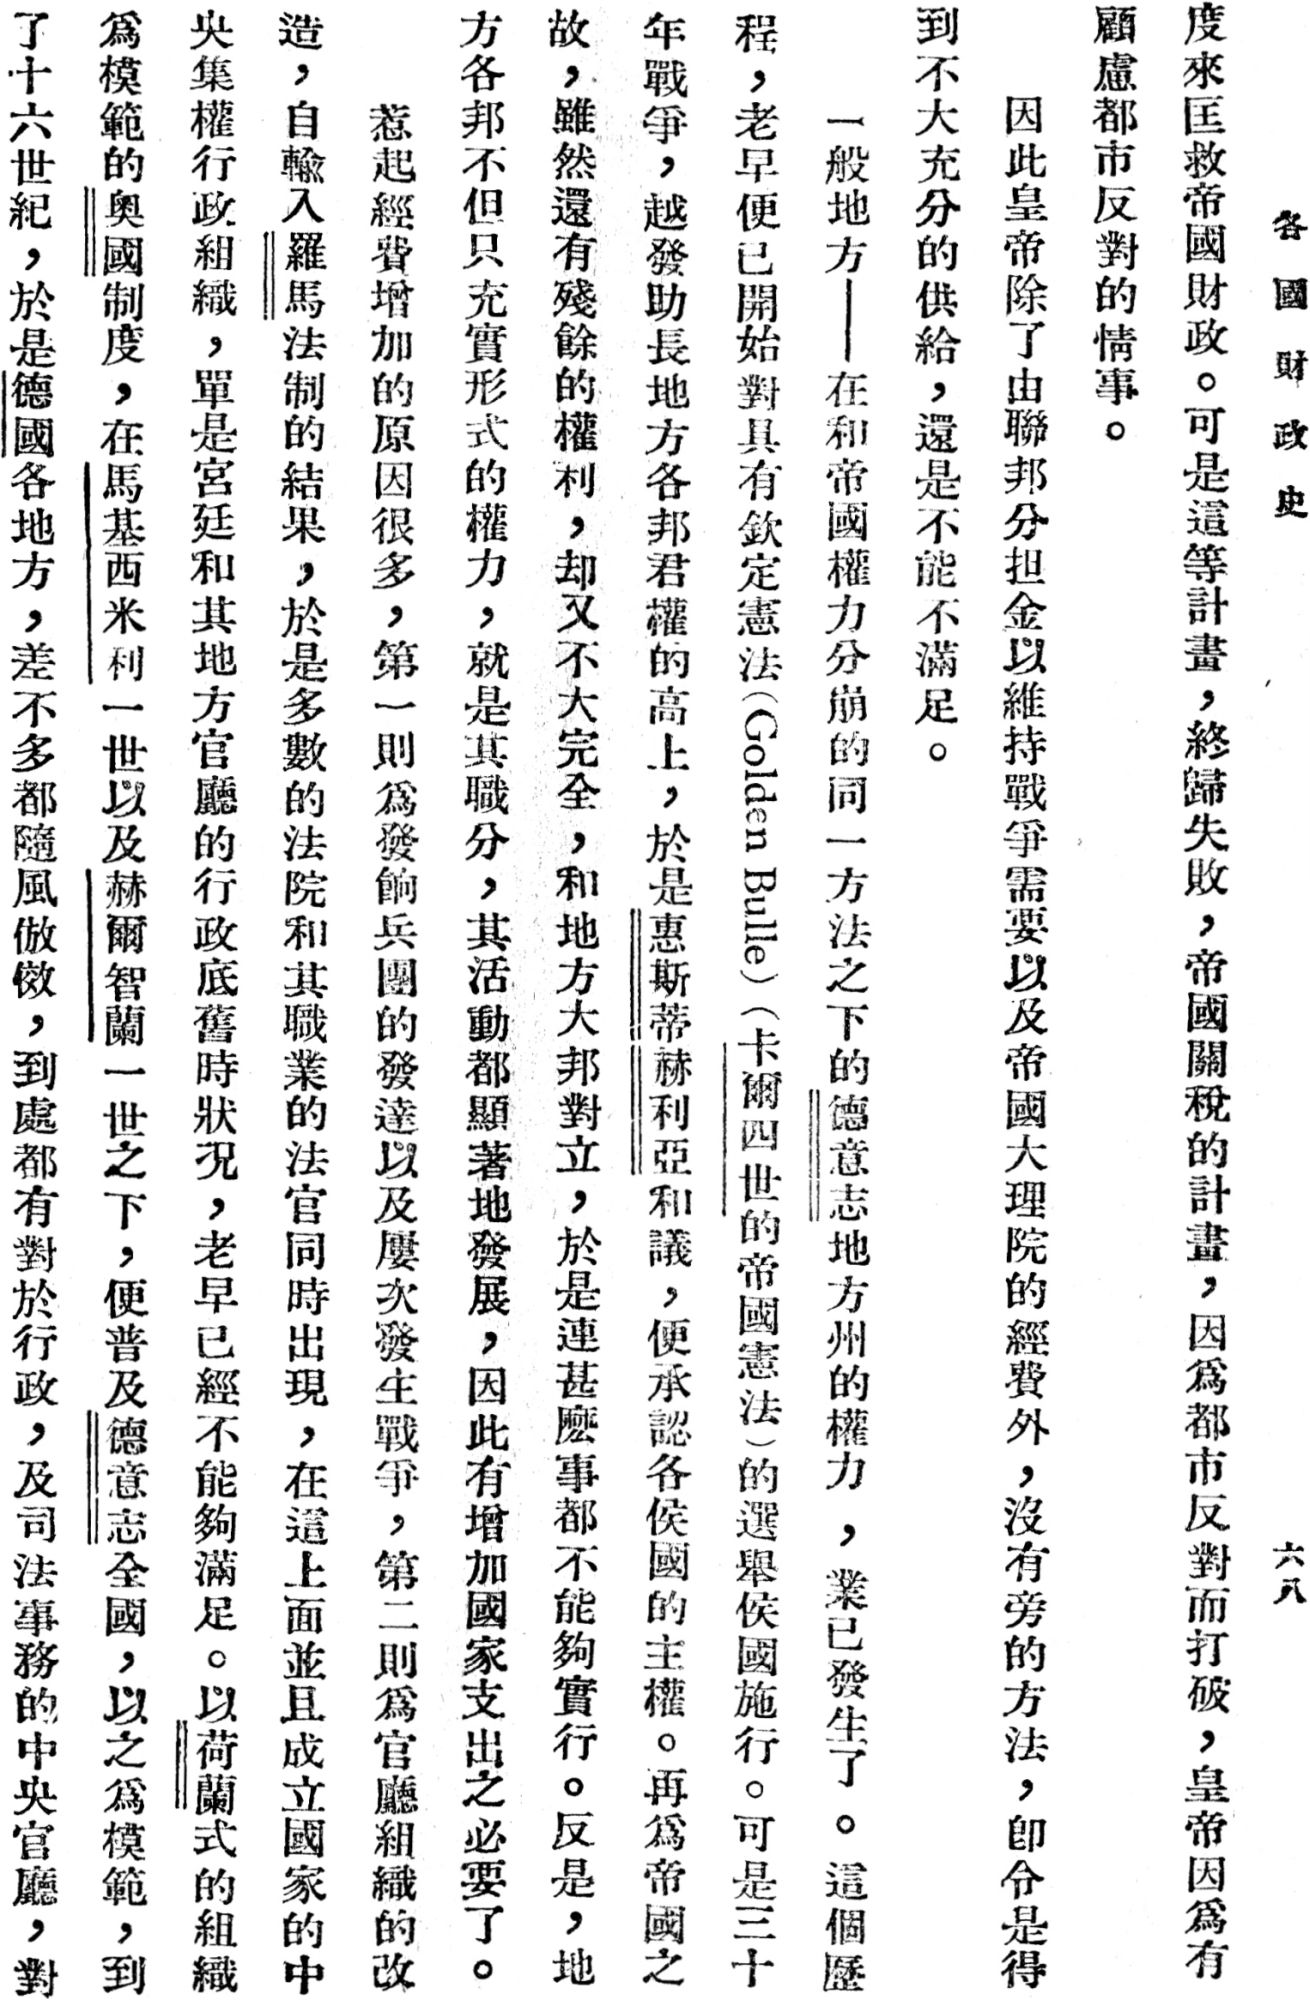 各國財政史
六八
度來匡救帝國財政。可是這等計畫，終歸失敗，帝國關稅的計畫，因爲都市反對而打破，皇帝因爲有
顧慮都市反對的情事。
因此皇帝除了由聯邦分担金以維持戰爭需要以及帝國大理院的經費外，沒有旁的方法，卽令是得
到不大充分的供給，還是不能不滿足。
一般地方——在和帝國權力分崩的同一方法之下的德意志地方州的權力，業已發生了。這個歷
程，老早便已開始對具有欽定憲法（Golden Bulle）（卡爾四世的帝國憲法）的選舉侯國施行。可是三十
年戰爭，越發助長地方各邦君權的高上，於是惠斯蒂赫利亞和議，便承認各侯國的主權。再爲帝國之
故，雖然還有殘餘的權利，却又不大完全，和地方大邦對立，於是連甚麽事都不能夠實行。反是，地
方各邦不但只充實形式的權力，就是其職分，其活動都顯著地發展，因此有增加國家支出之必要了。
惹起經費增加的原因很多，第一則爲發餉兵團的發達以及屢次發生戰爭，第二則爲官廳組織的改
造，自輸入羅馬法制的結果，於是多數的法院和其職業的法官同時出現，在這上面並且成立國家的中
央集權行政組織，單是宮廷和其地方官廳的行政底舊時狀況，老早已經不能夠滿足。以荷蘭式的組織
爲模範的奧國制度，在馬基西米利一世以及赫爾智蘭一世之下，便普及德意志全國，以之爲模範，到
了十六世紀，於是德國各地方，差不多都隨風倣傚，到處都有對於行政，及司法事務的中央官廳，對